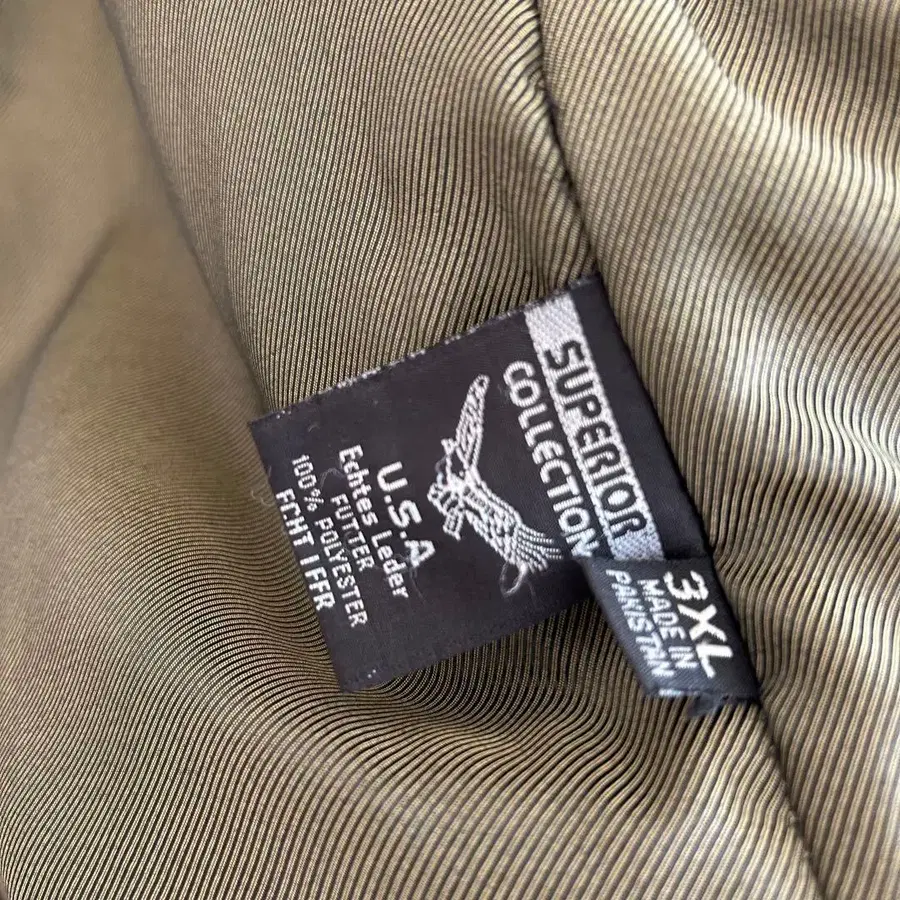 SUPERIOR
COLLECTION
U.S.A
Echtes Leder
FUTTER
100% POLYESTER
ECHT LEER
3XL
MADE IN
PAKISTAN